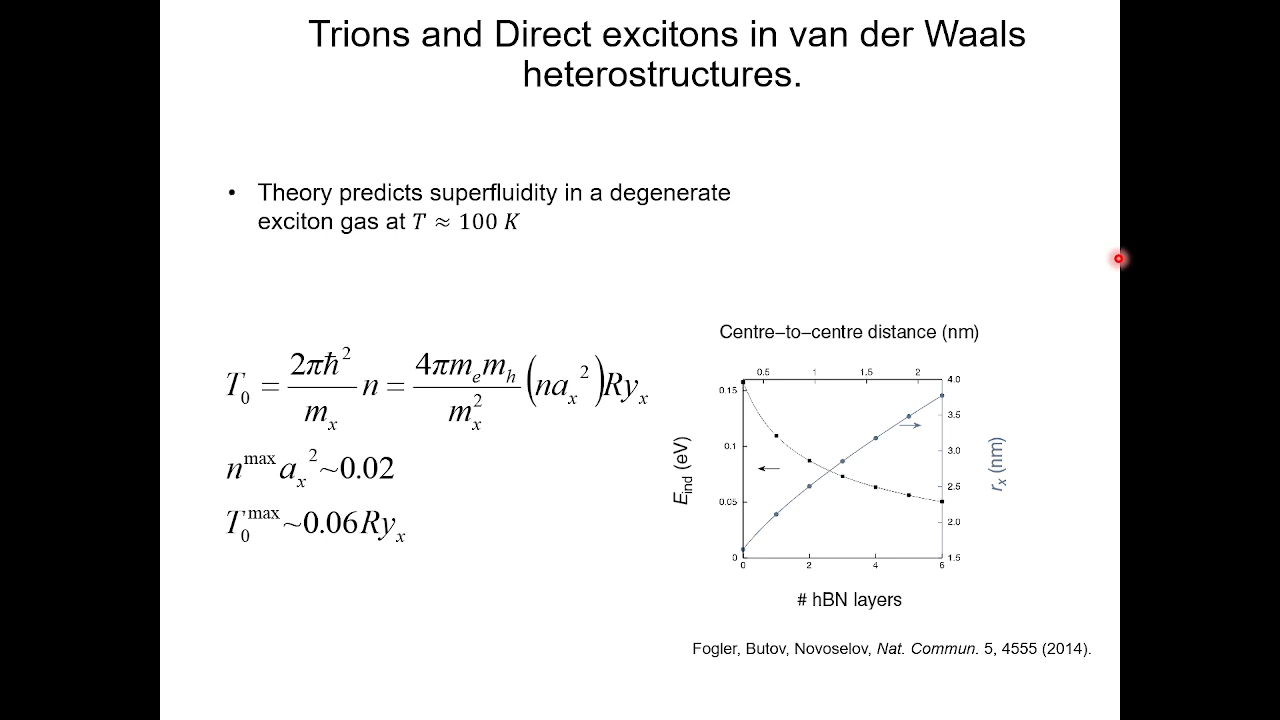 Trions and Direct excitons in van der Waals
heterostructures.
• Theory predicts superfluidity in a degenerate
exciton gas at T ≈ 100 K
T₀ = 2πħ²/mₓ n = 4πmₑmₕ/mₓ² (naₓ²)Ryₓ
nᵐᵃˣaₓ²~0.02
T₀ᵐᵃˣ~0.06Ryₓ
Centre–to–centre distance (nm)
0.5 1 1.5 2
0.15 0.1 0.05 0
E_ind (eV)
4.0 3.5 3.0 2.5 2.0 1.5
rₓ (nm)
0 2 4 6
# hBN layers
Fogler, Butov, Novoselov, Nat. Commun. 5, 4555 (2014).